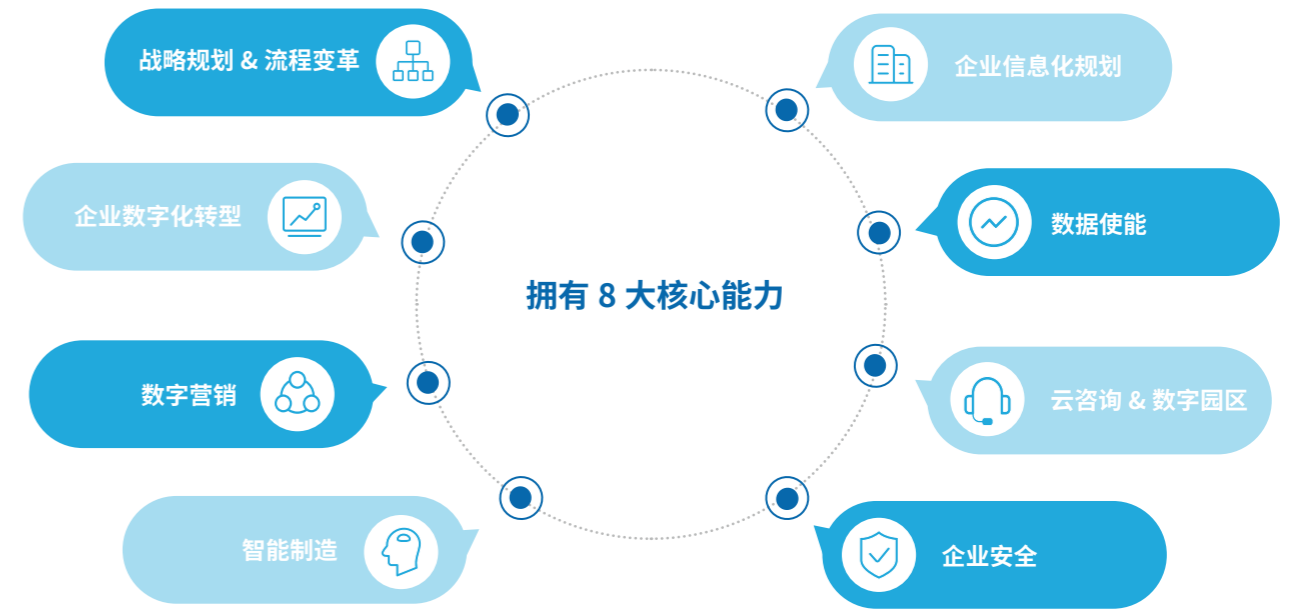 战略规划 & 流程变革
企业信息化规划
企业数字化转型
数据使能
拥有 8 大核心能力
数字营销
云咨询 & 数字园区
智能制造
企业安全